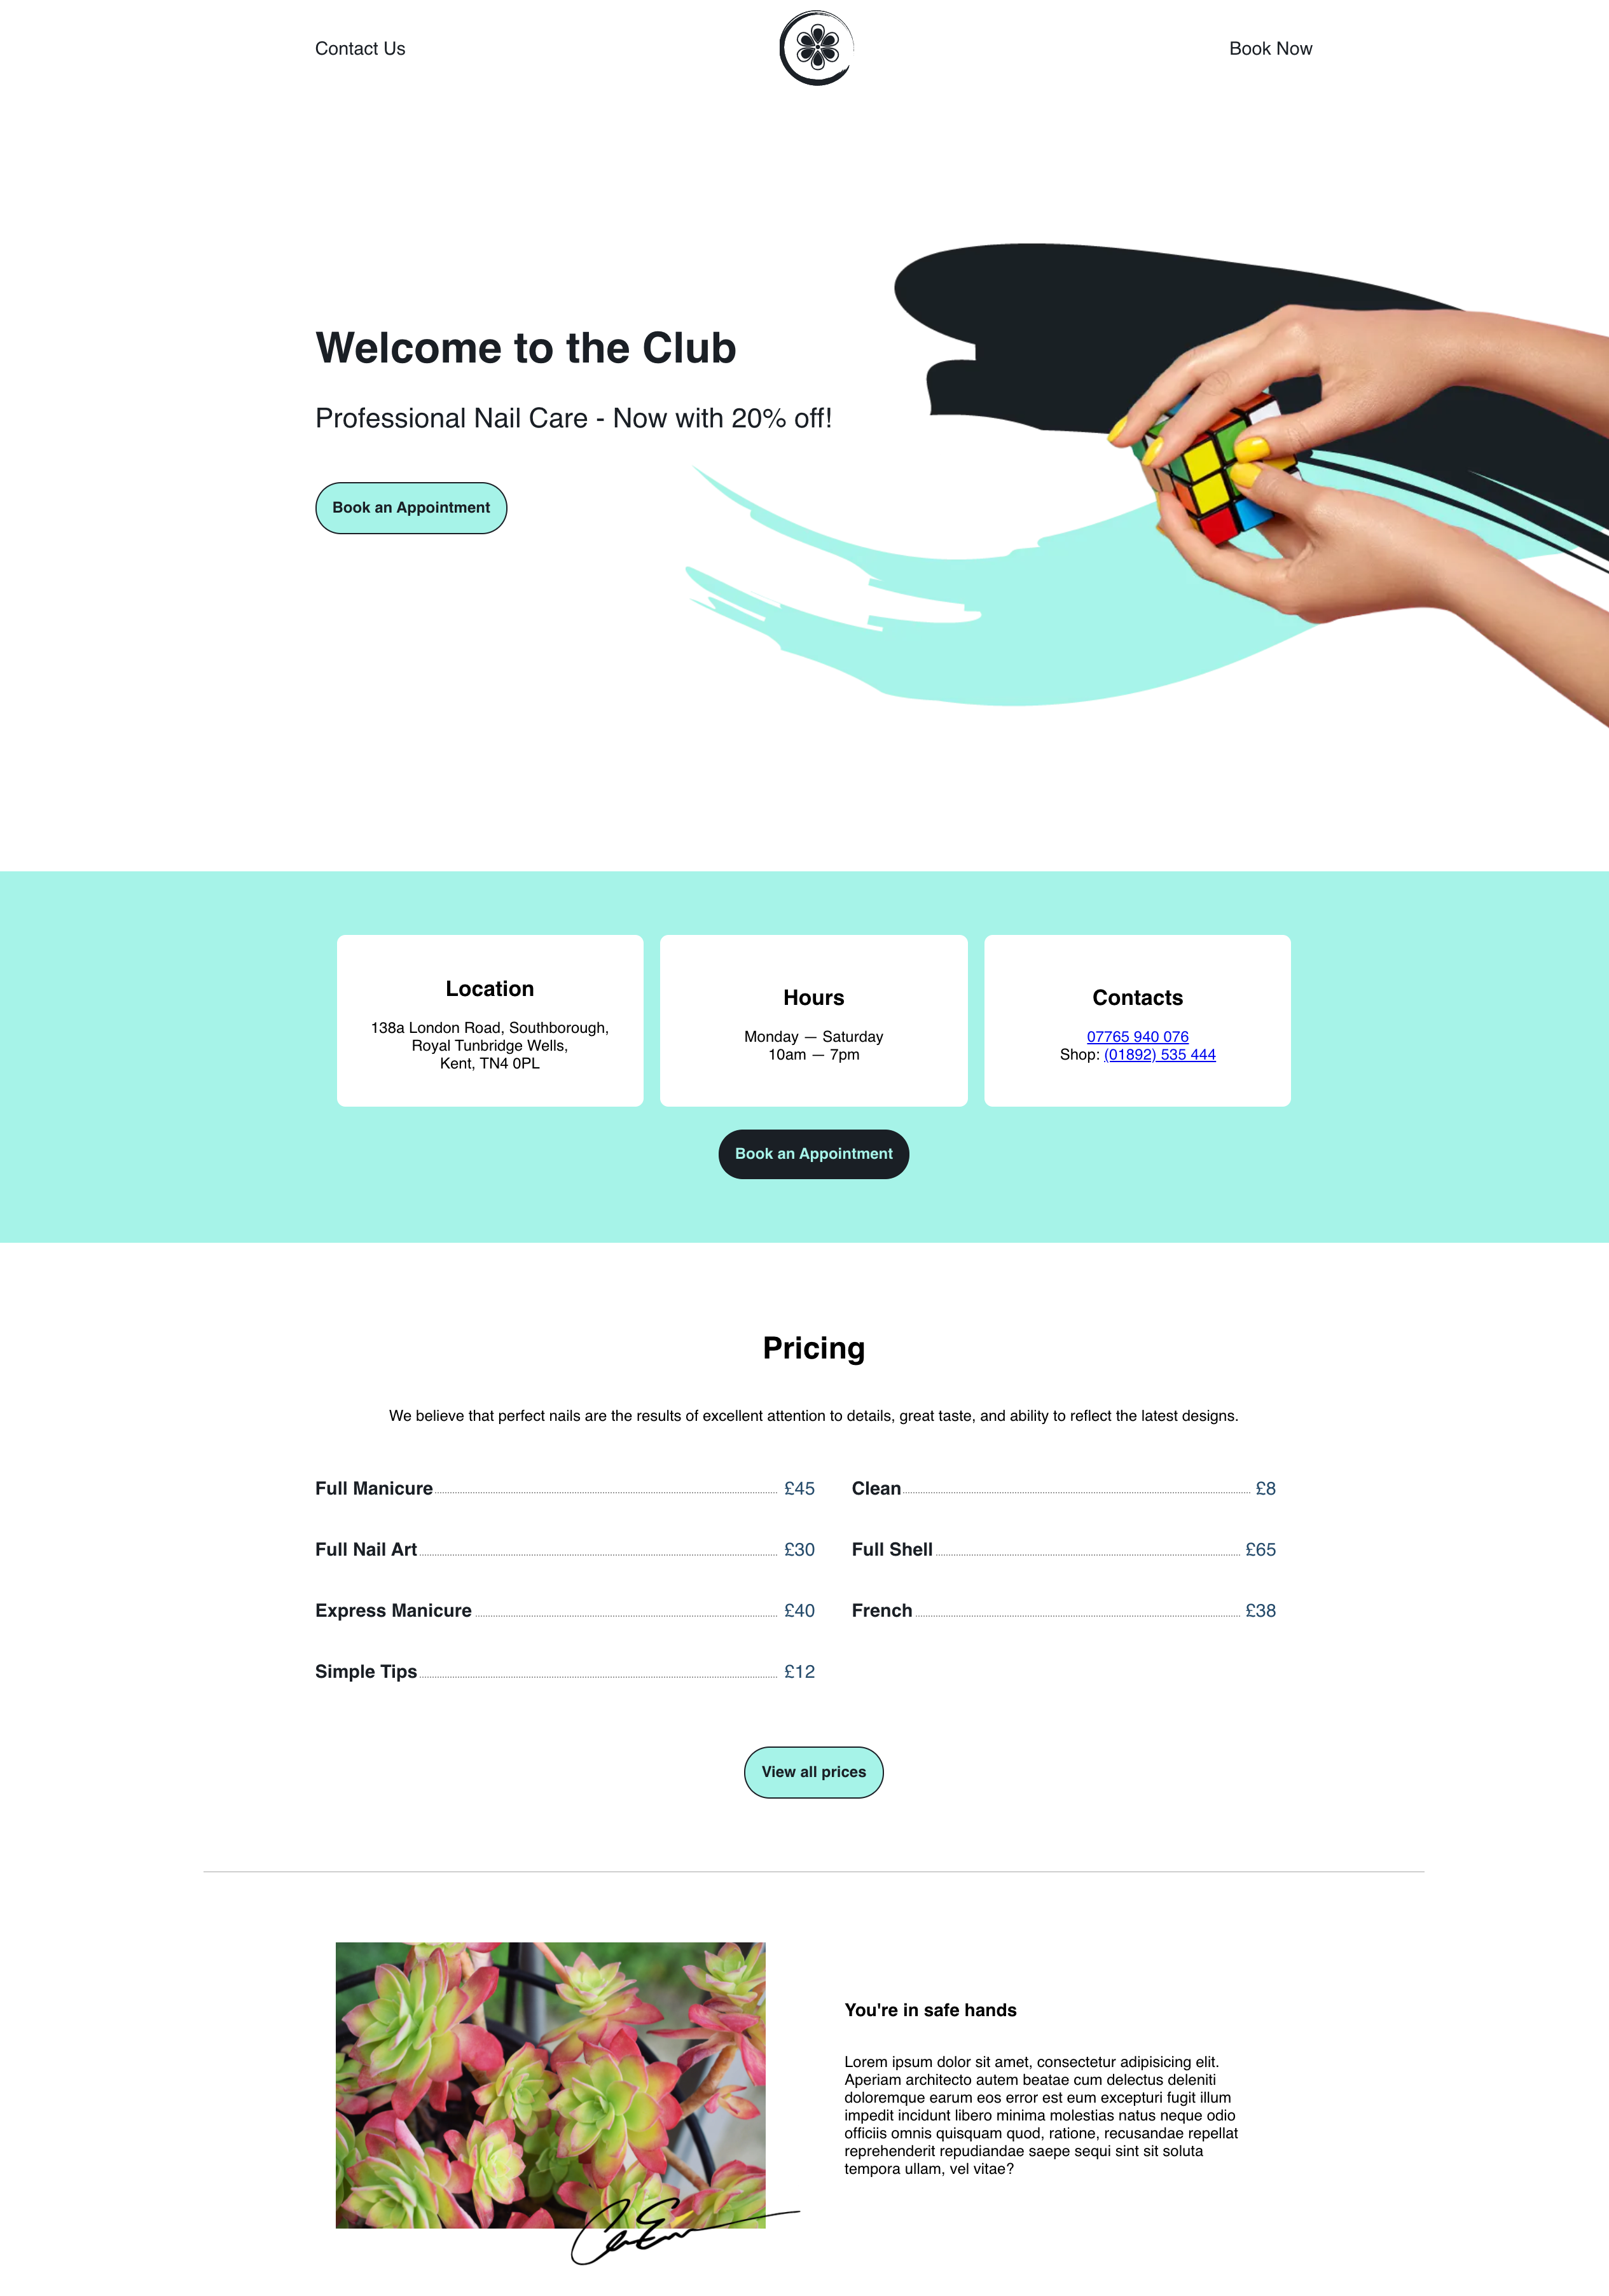 Contact Us
Book Now
Welcome to the Club
Professional Nail Care - Now with 20% off!
Book an Appointment
Location
138a London Road, Southborough,
Royal Tunbridge Wells,
Kent, TN4 0PL
Hours
Monday — Saturday
10am — 7pm
Contacts
07765 940 076
Shop: (01892) 535 444
Book an Appointment
Pricing
We believe that perfect nails are the results of excellent attention to details, great taste, and ability to reflect the latest designs.
Full Manicure £45
Full Nail Art £30
Express Manicure £40
Simple Tips £12
Clean £8
Full Shell £65
French £38
View all prices
You're in safe hands
Lorem ipsum dolor sit amet, consectetur adipisicing elit.
Aperiam architecto autem beatae cum delectus deleniti
doloremque earum eos error est eum excepturi fugit illum
impedit incidunt libero minima molestias natus neque odio
officiis omnis quisquam quod, ratione, recusandae repellat
reprehenderit repudiandae saepe sequi sint sit soluta
tempora ullam, vel vitae?